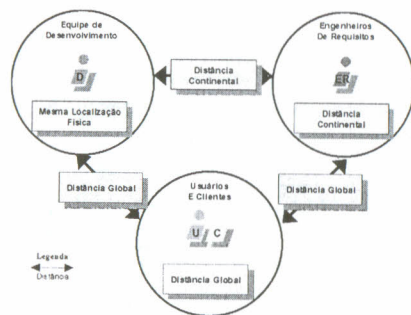 Equipe de
Desenvolvimento
D
Mesma Localização
Física
Distância
Continental
Engenheiros
De Requisitos
ER
Distância
Continental
Distância Global
Distância Global
Usuários
E Clientes
U C
Distância Global
Legenda
Distância